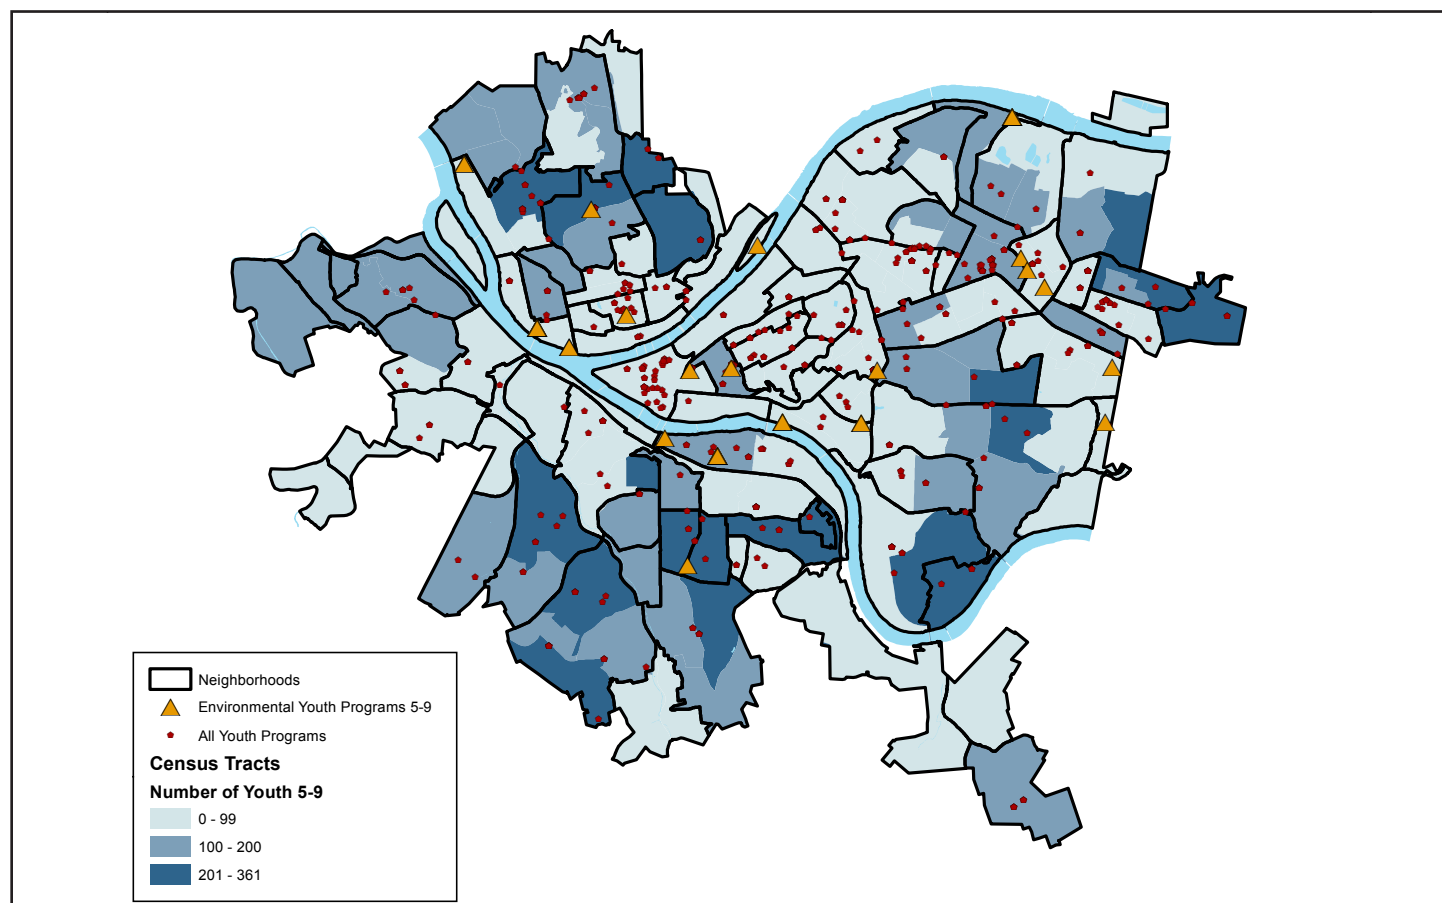 Neighborhoods
Environmental Youth Programs 5-9
All Youth Programs
Census Tracts
Number of Youth 5-9
0 - 99
100 - 200
201 - 361